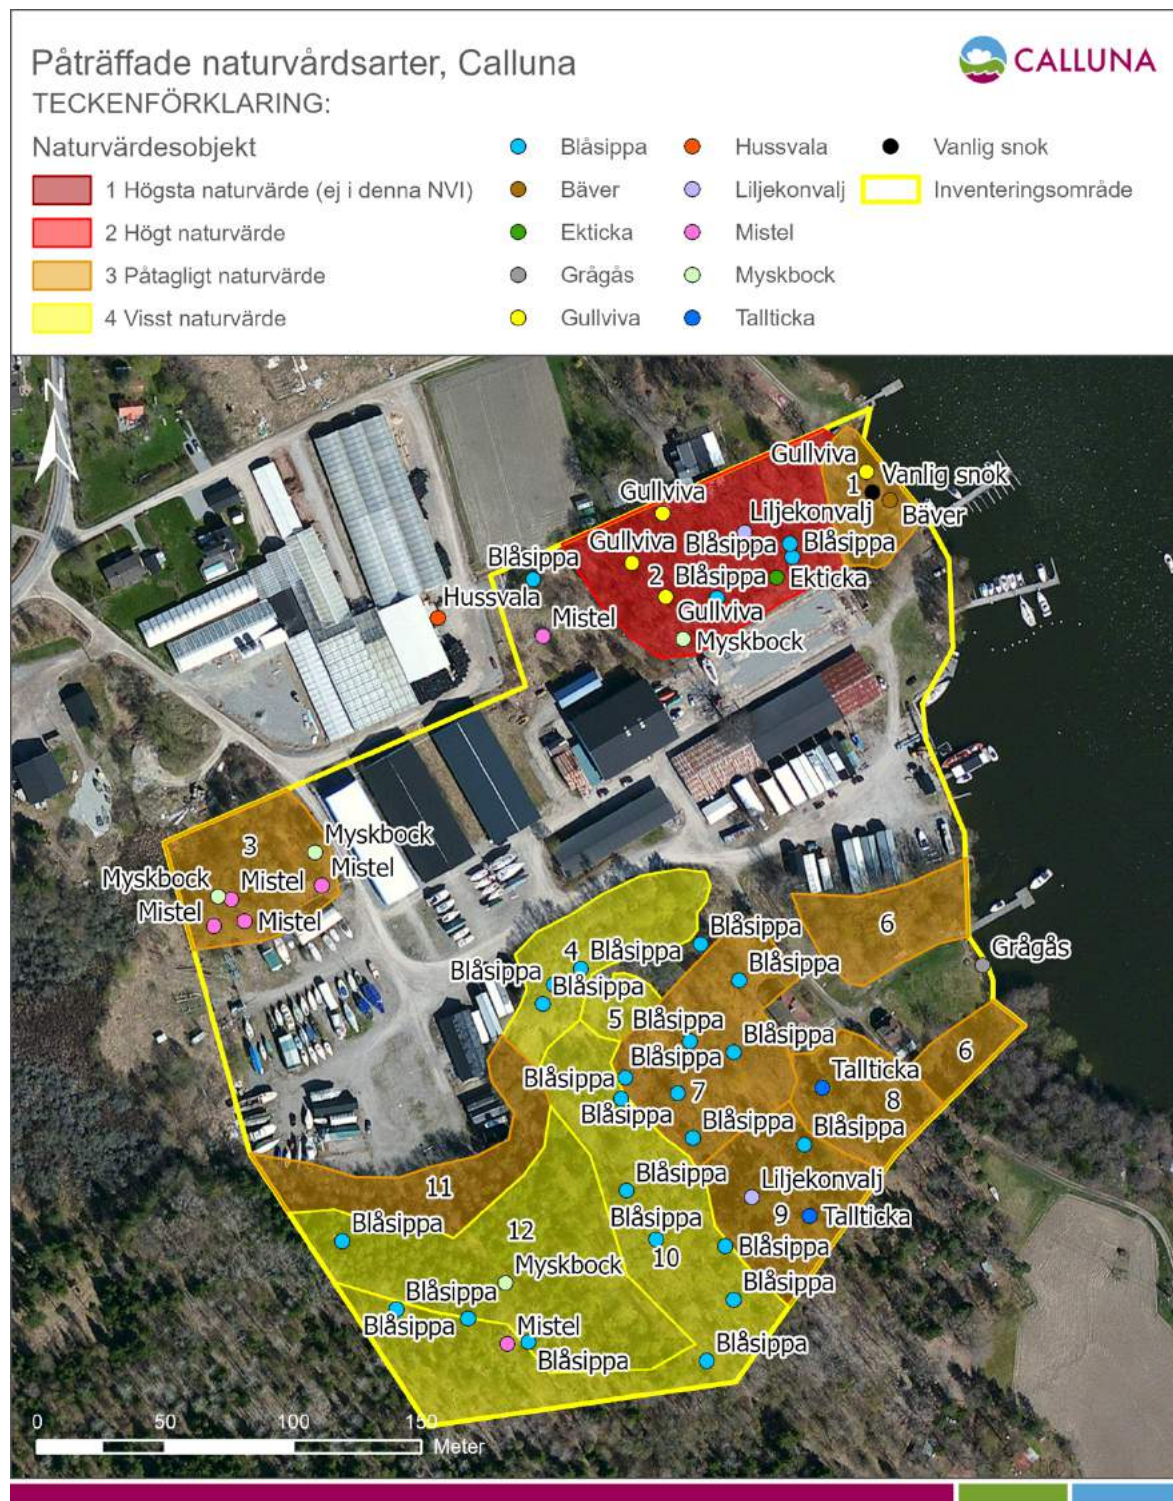 Påträffade naturvårdsarter, Calluna
CALLUNA
TECKENFÖRKLARING:
Naturvärdesobjekt
1 Högsta naturvärde (ej i denna NVI)
2 Högt naturvärde
3 Påtagligt naturvärde
4 Visst naturvärde
Blåsippa
Bäver
Ekticka
Grågås
Gullviva
Hussvala
Liljekonvalj
Mistel
Myskbock
Tallticka
Vanlig snok
Inventeringsområde
N
Gullviva
Vanlig snok
1
Bäver
Gullviva
Liljekonvalj
Blåsippa
Blåsippa
Gullviva
Blåsippa
2
Blåsippa
Ekticka
Hussvala
Gullviva
Mistel
Myskbock
Myskbock
3
Mistel
Myskbock
Mistel
Mistel
Mistel
6
Blåsippa
4
Blåsippa
Grågås
Blåsippa
Blåsippa
Blåsippa
5
Blåsippa
Blåsippa
6
Blåsippa
Tallticka
Blåsippa
7
8
Blåsippa
Blåsippa
Blåsippa
Blåsippa
Liljekonvalj
11
9
Tallticka
Blåsippa
12
Blåsippa
10
Blåsippa
Myskbock
Blåsippa
Blåsippa
Blåsippa
Mistel
Blåsippa
Blåsippa
0
50
100
150
Meter